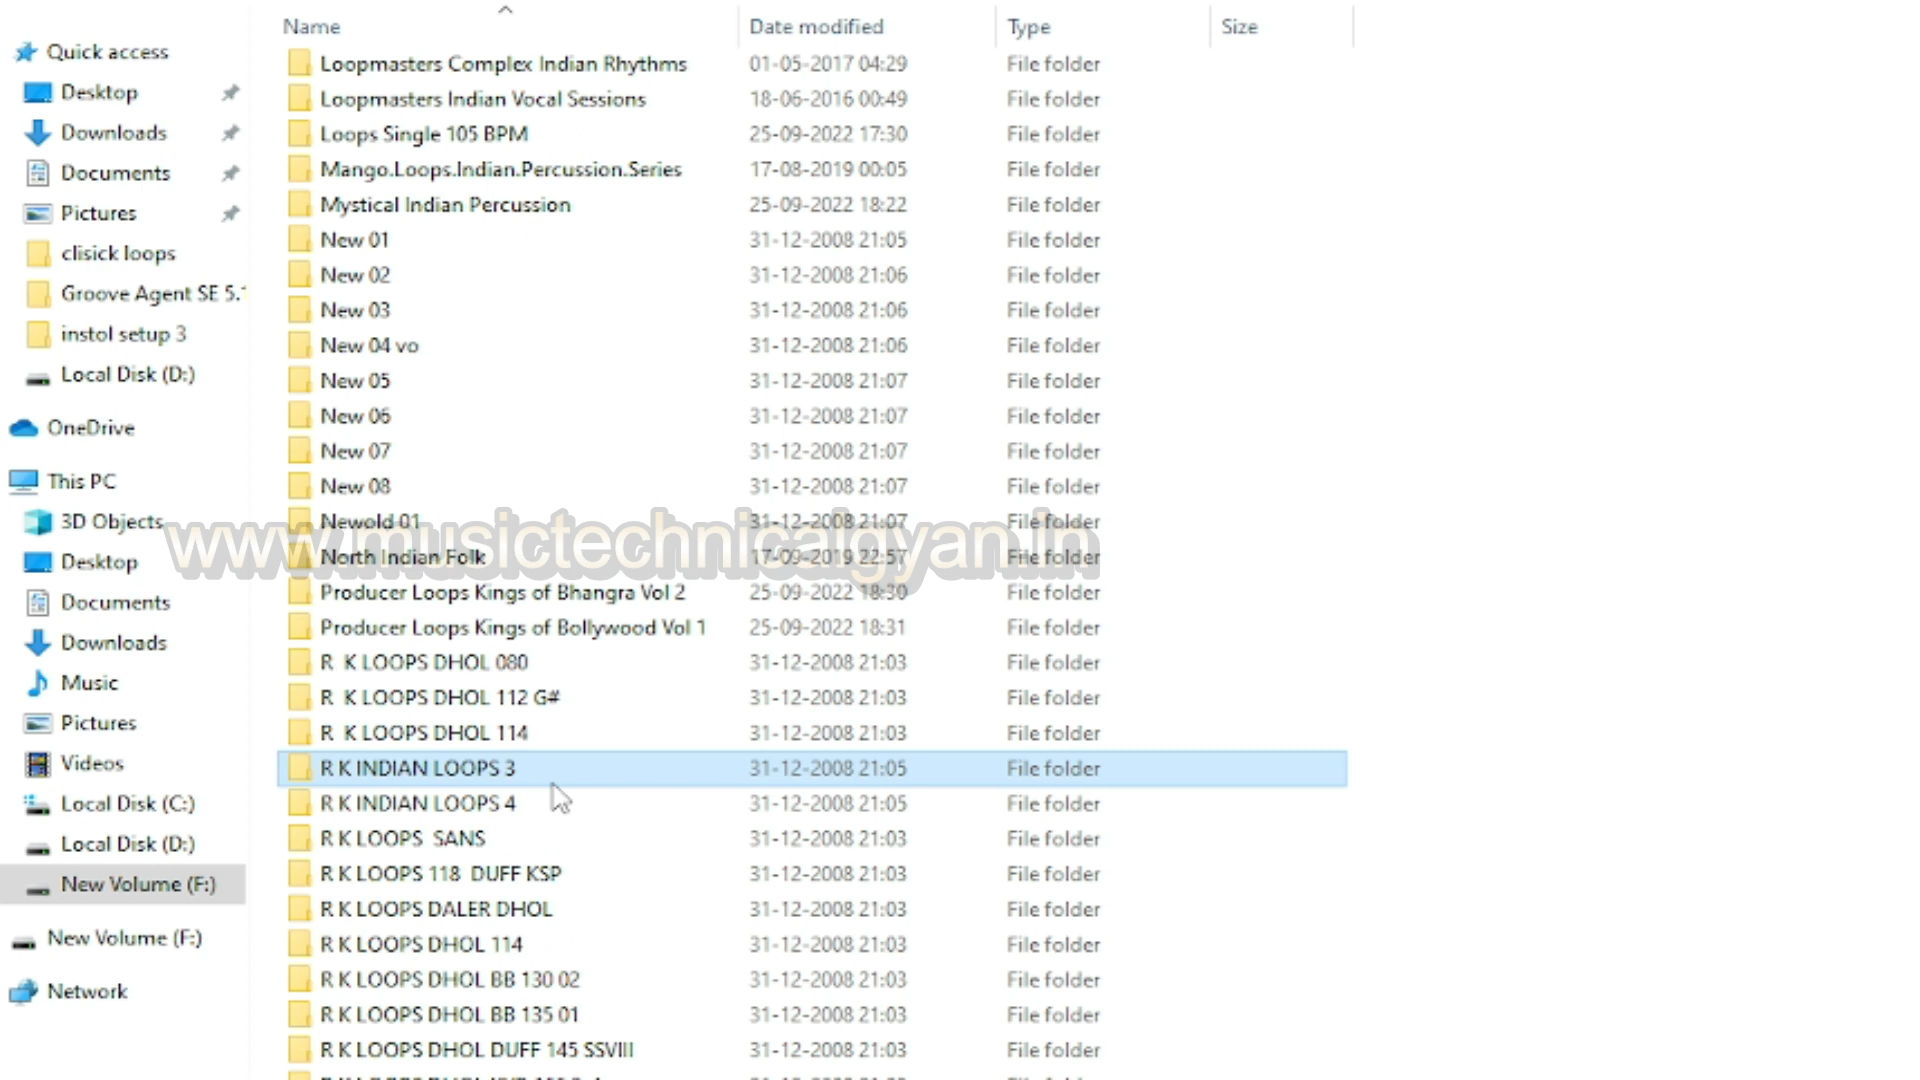 Name Date modified Type Size
Quick access
Desktop
Downloads
Documents
Pictures
clisick loops
Groove Agent SE 5.1
instol setup 3
Local Disk (D:)
OneDrive
This PC
3D Objects
Desktop
Documents
Downloads
Music
Pictures
Videos
Local Disk (C:)
Local Disk (D:)
New Volume (F:)
New Volume (F:)
Network
Loopmasters Complex Indian Rhythms 01-05-2017 04:29 File folder
Loopmasters Indian Vocal Sessions 18-06-2016 00:49 File folder
Loops Single 105 BPM 25-09-2022 17:30 File folder
Mango.Loops.Indian.Percussion.Series 17-08-2019 00:05 File folder
Mystical Indian Percussion 25-09-2022 18:22 File folder
New 01 31-12-2008 21:05 File folder
New 02 31-12-2008 21:06 File folder
New 03 31-12-2008 21:06 File folder
New 04 vo 31-12-2008 21:06 File folder
New 05 31-12-2008 21:07 File folder
New 06 31-12-2008 21:07 File folder
New 07 31-12-2008 21:07 File folder
New 08 31-12-2008 21:07 File folder
Newold 01 31-12-2008 21:07 File folder
www.musictechnicalgyan.in
North Indian Folk 17-09-2019 22:57 File folder
Producer Loops Kings of Bhangra Vol 2 25-09-2022 18:30 File folder
Producer Loops Kings of Bollywood Vol 1 25-09-2022 18:31 File folder
R  K LOOPS DHOL 080 31-12-2008 21:03 File folder
R  K LOOPS DHOL 112 G# 31-12-2008 21:03 File folder
R  K LOOPS DHOL 114 31-12-2008 21:03 File folder
R K INDIAN LOOPS 3 31-12-2008 21:05 File folder
R K INDIAN LOOPS 4 31-12-2008 21:05 File folder
R K LOOPS  SANS 31-12-2008 21:03 File folder
R K LOOPS 118  DUFF KSP 31-12-2008 21:03 File folder
R K LOOPS DALER DHOL 31-12-2008 21:03 File folder
R K LOOPS DHOL 114 31-12-2008 21:03 File folder
R K LOOPS DHOL BB 130 02 31-12-2008 21:03 File folder
R K LOOPS DHOL BB 135 01 31-12-2008 21:03 File folder
R K LOOPS DHOL DUFF 145 SSVIII 31-12-2008 21:03 File folder